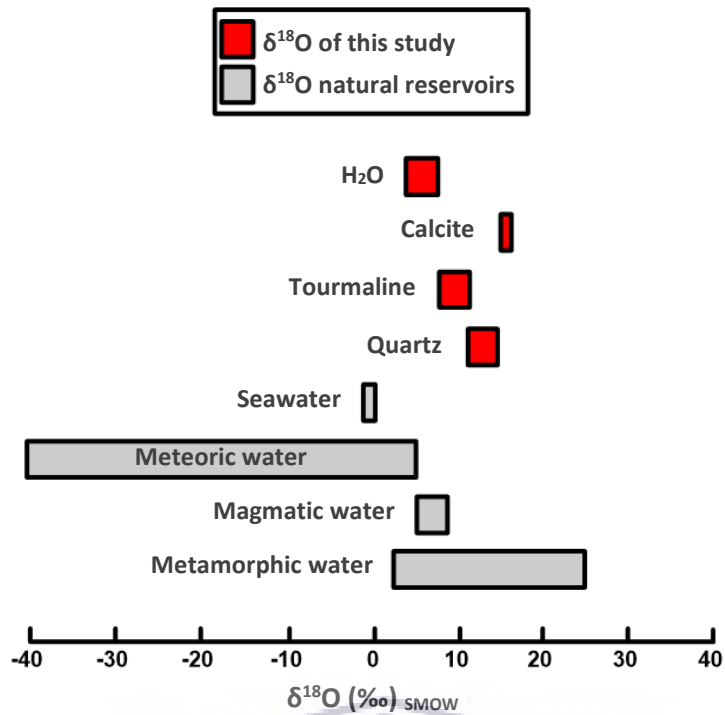 δ¹⁸O of this study
δ¹⁸O natural reservoirs
H₂O
Calcite
Tourmaline
Quartz
Seawater
Meteoric water
Magmatic water
Metamorphic water
-40 -30 -20 -10 0 10 20 30 40
δ¹⁸O (‰) SMOW